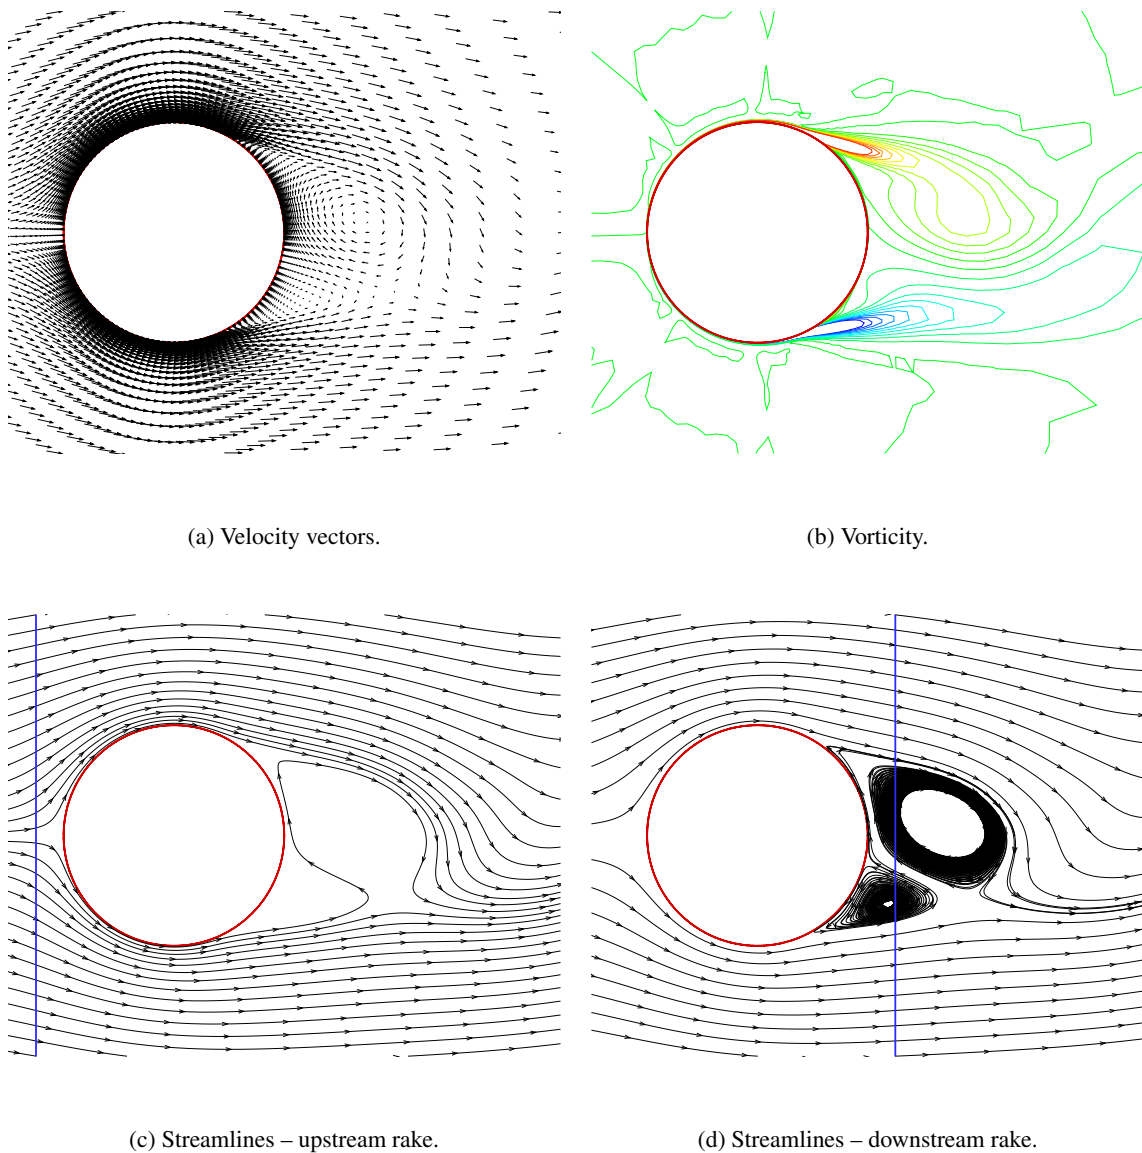 (a) Velocity vectors.
(b) Vorticity.
(c) Streamlines – upstream rake.
(d) Streamlines – downstream rake.